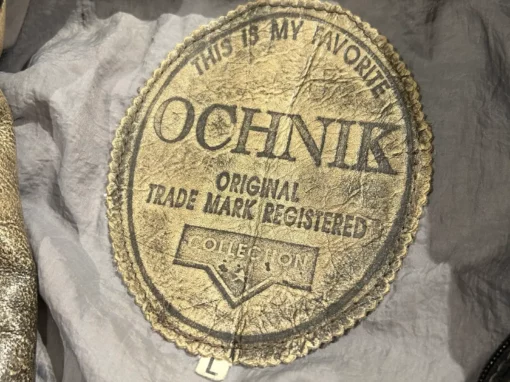 THIS IS MY FAVORITE
OCHNIK
ORIGINAL
TRADE MARK REGISTERED
COLLECTION
L